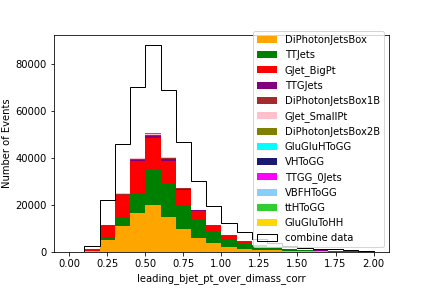 DiPhotonJetsBox
TTJets
GJet_BigPt
TTGJets
DiPhotonJetsBox1B
GJet_SmallPt
DiPhotonJetsBox2B
GluGluHToGG
VHToGG
TTGG_0Jets
VBFHToGG
ttHToGG
GluGluToHH
combine data
80000
60000
40000
20000
0
Number of Events
0.00 0.25 0.50 0.75 1.00 1.25 1.50 1.75 2.00
leading_bjet_pt_over_dimass_corr